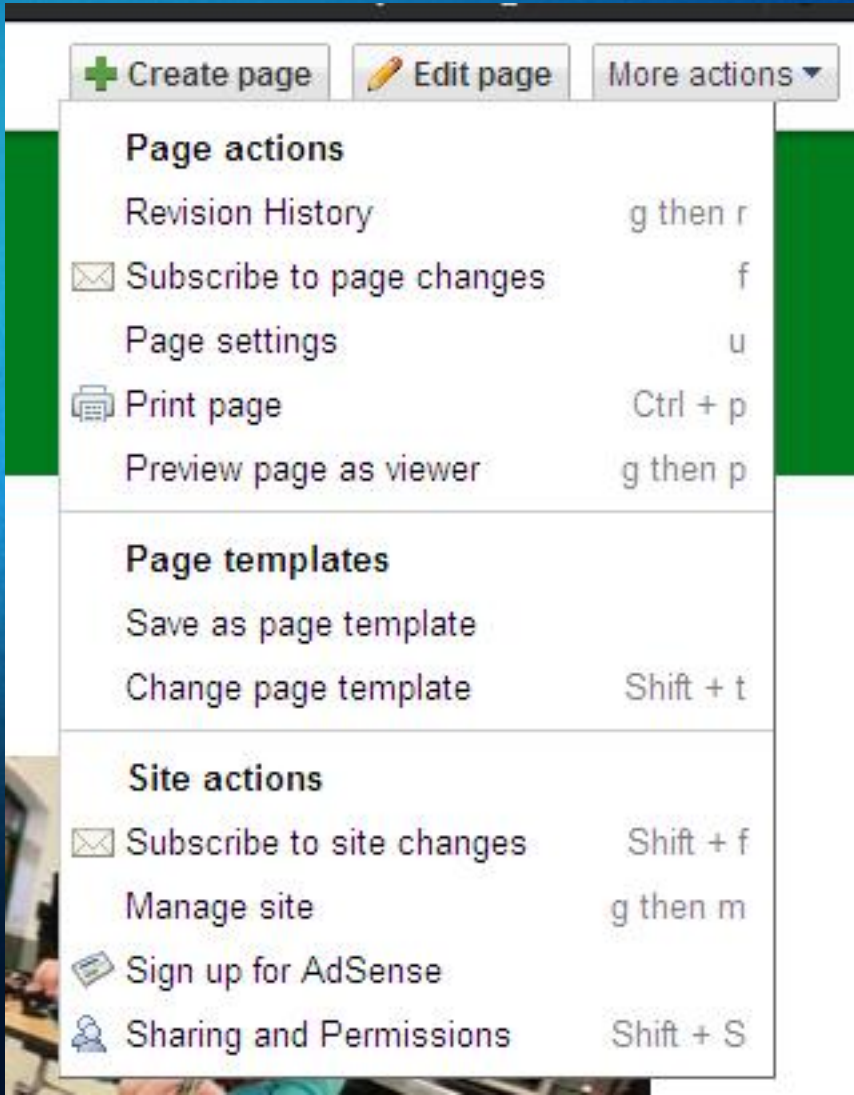 Create page Edit page More actions
Page actions
Revision History g then r
Subscribe to page changes f
Page settings u
Print page Ctrl + p
Preview page as viewer g then p
Page templates
Save as page template
Change page template Shift + t
Site actions
Subscribe to site changes Shift + f
Manage site g then m
Sign up for AdSense
Sharing and Permissions Shift + S